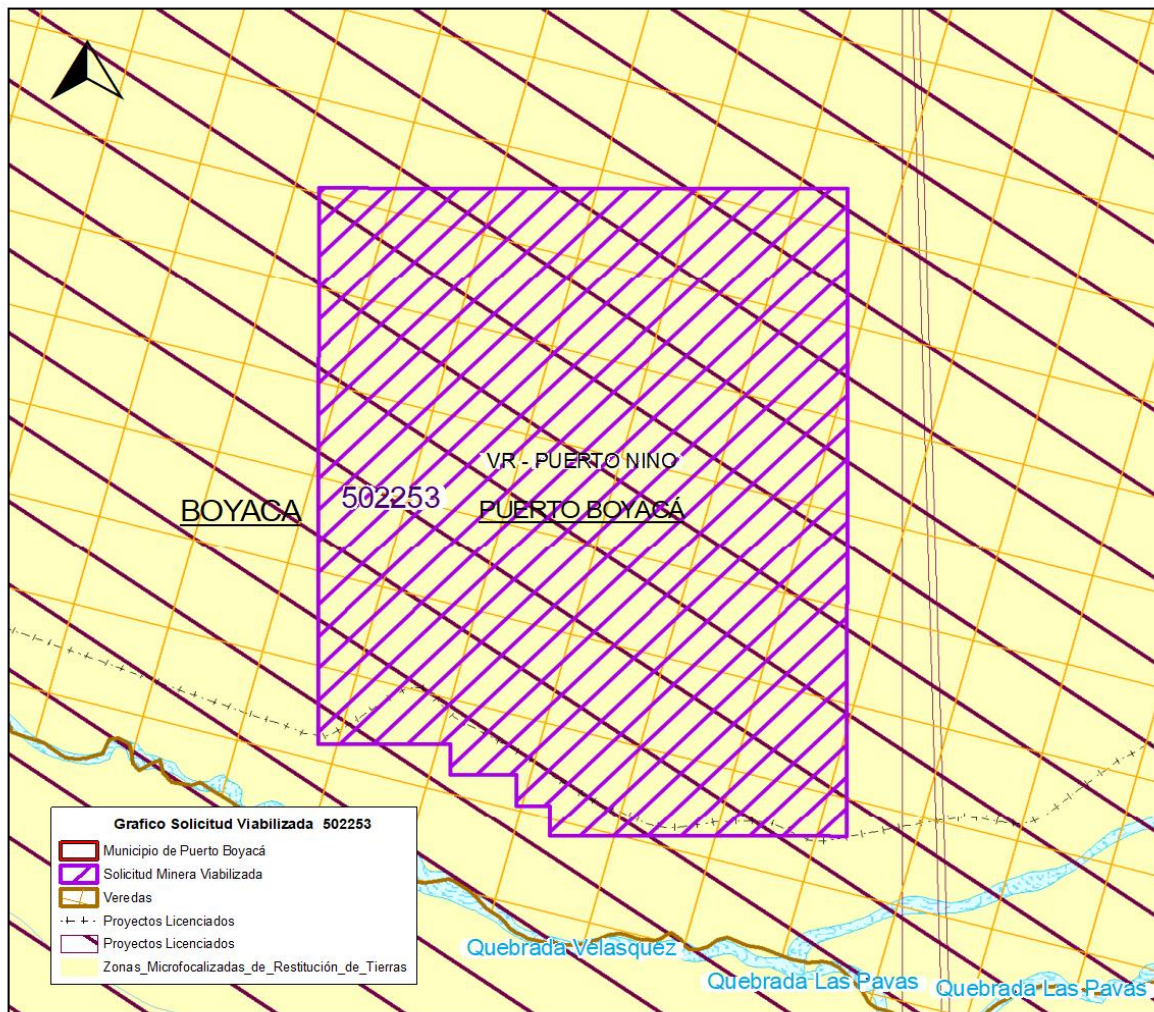 VR - PUERTO NINO
BOYACA
502253
PUERTO BOYACÁ
Grafico Solicitud Viabilizada 502253
Municipio de Puerto Boyacá
Solicitud Minera Viabilizada
Veredas
Proyectos Licenciados
Proyectos Licenciados
Zonas_Microfocalizadas_de_Restitución_de_Tierras
Quebrada Velasquez
Quebrada Las Pavas
Quebrada Las Pavas